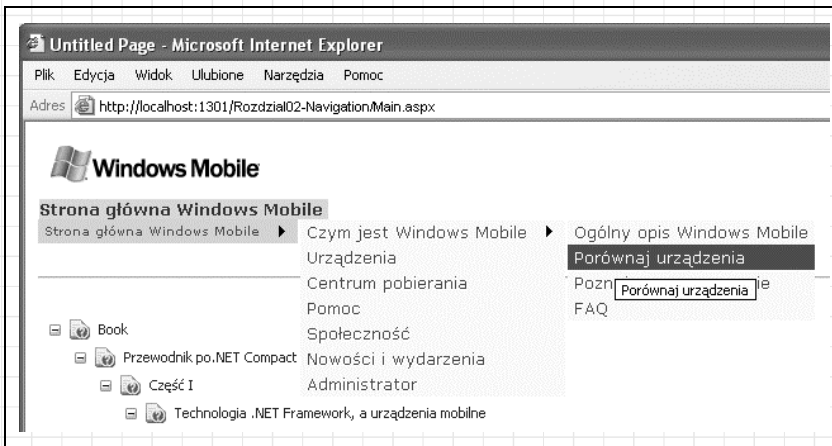 Untitled Page - Microsoft Internet Explorer
Plik Edycja Widok Ulubione Narzędzia Pomoc
Adres http://localhost:1301/Rozdzial02-Navigation/Main.aspx
Windows Mobile
Strona główna Windows Mobile
Strona główna Windows Mobile Czym jest Windows Mobile Ogólny opis Windows Mobile
Urządzenia Porównaj urządzenia
Centrum pobierania
Porównaj urządzenia
Pomoc FAQ
Book Społeczność
Przewodnik po.NET Compact Nowości i wydarzenia
Część I Administrator
Technologia .NET Framework, a urządzenia mobilne